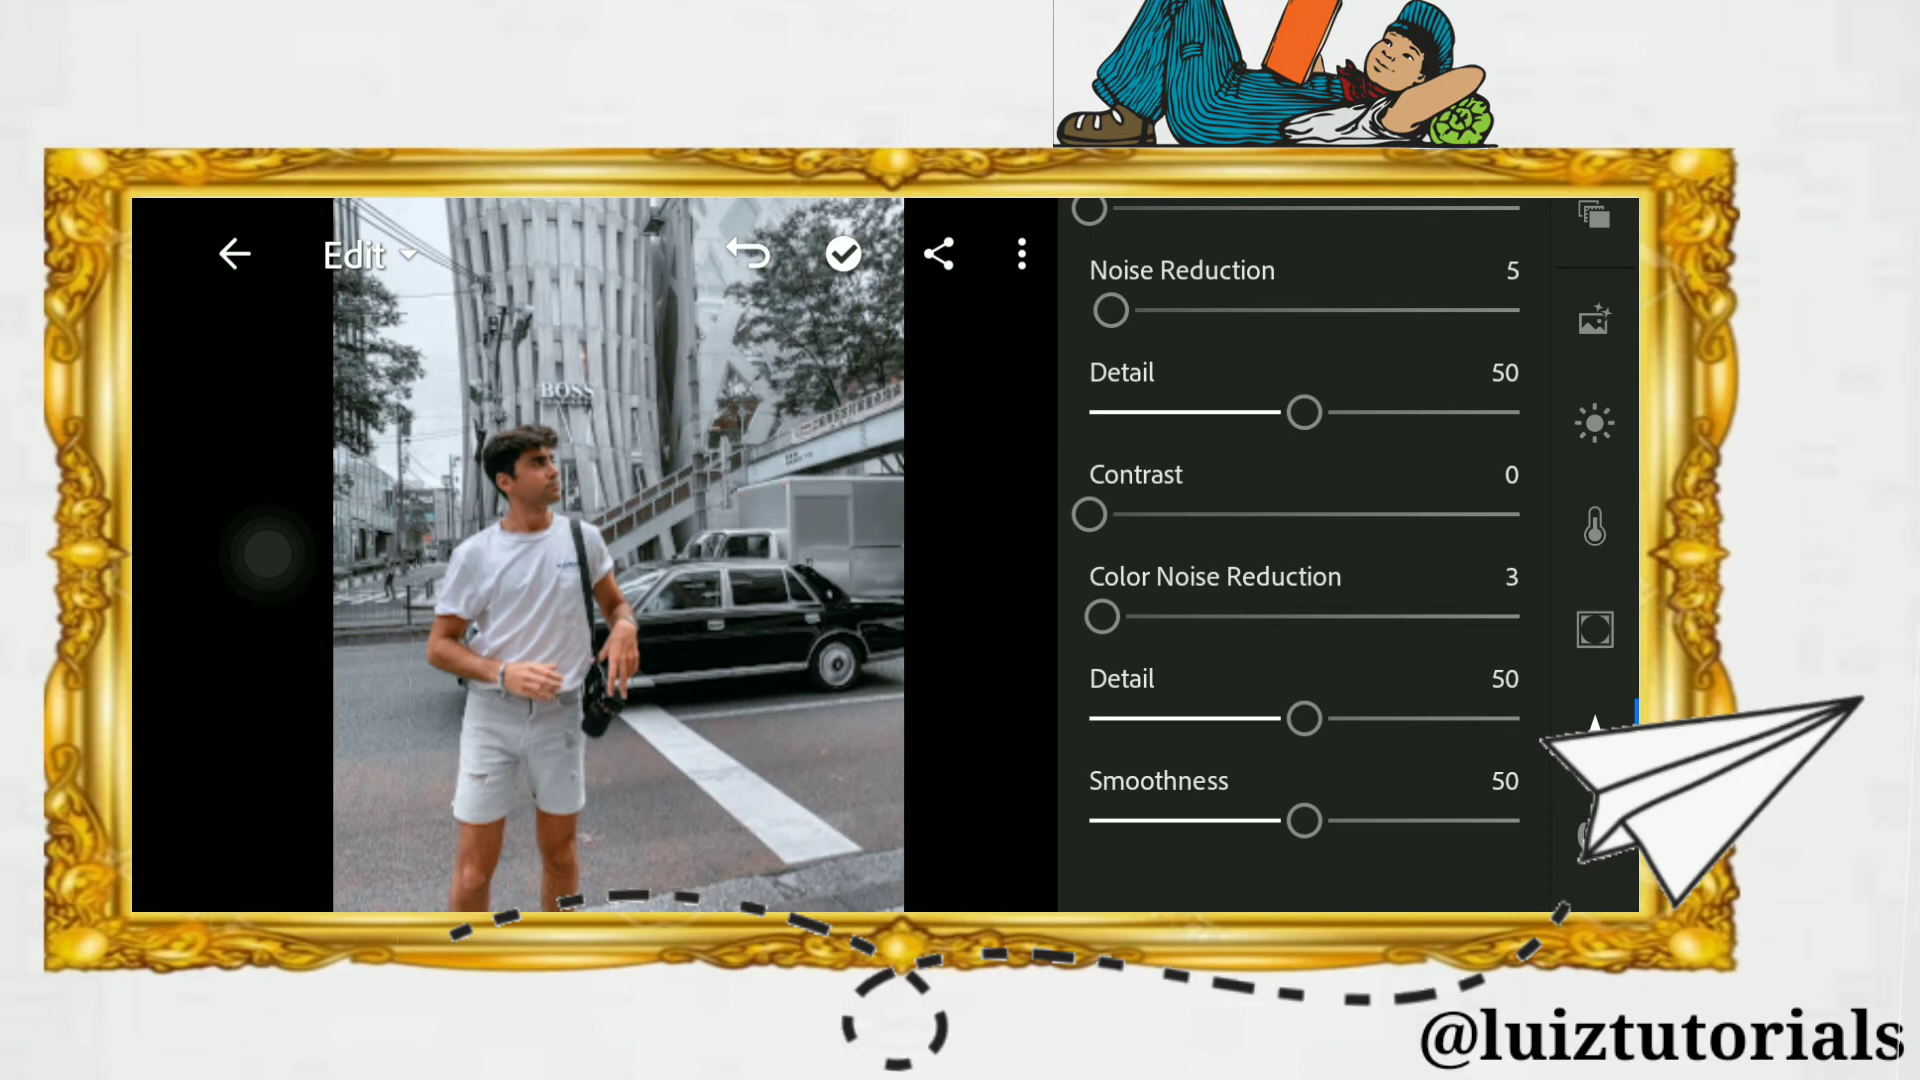 Edit
BOSS
Noise Reduction 5
Detail 50
Contrast 0
Color Noise Reduction 3
Detail 50
Smoothness 50
@luiztutorials